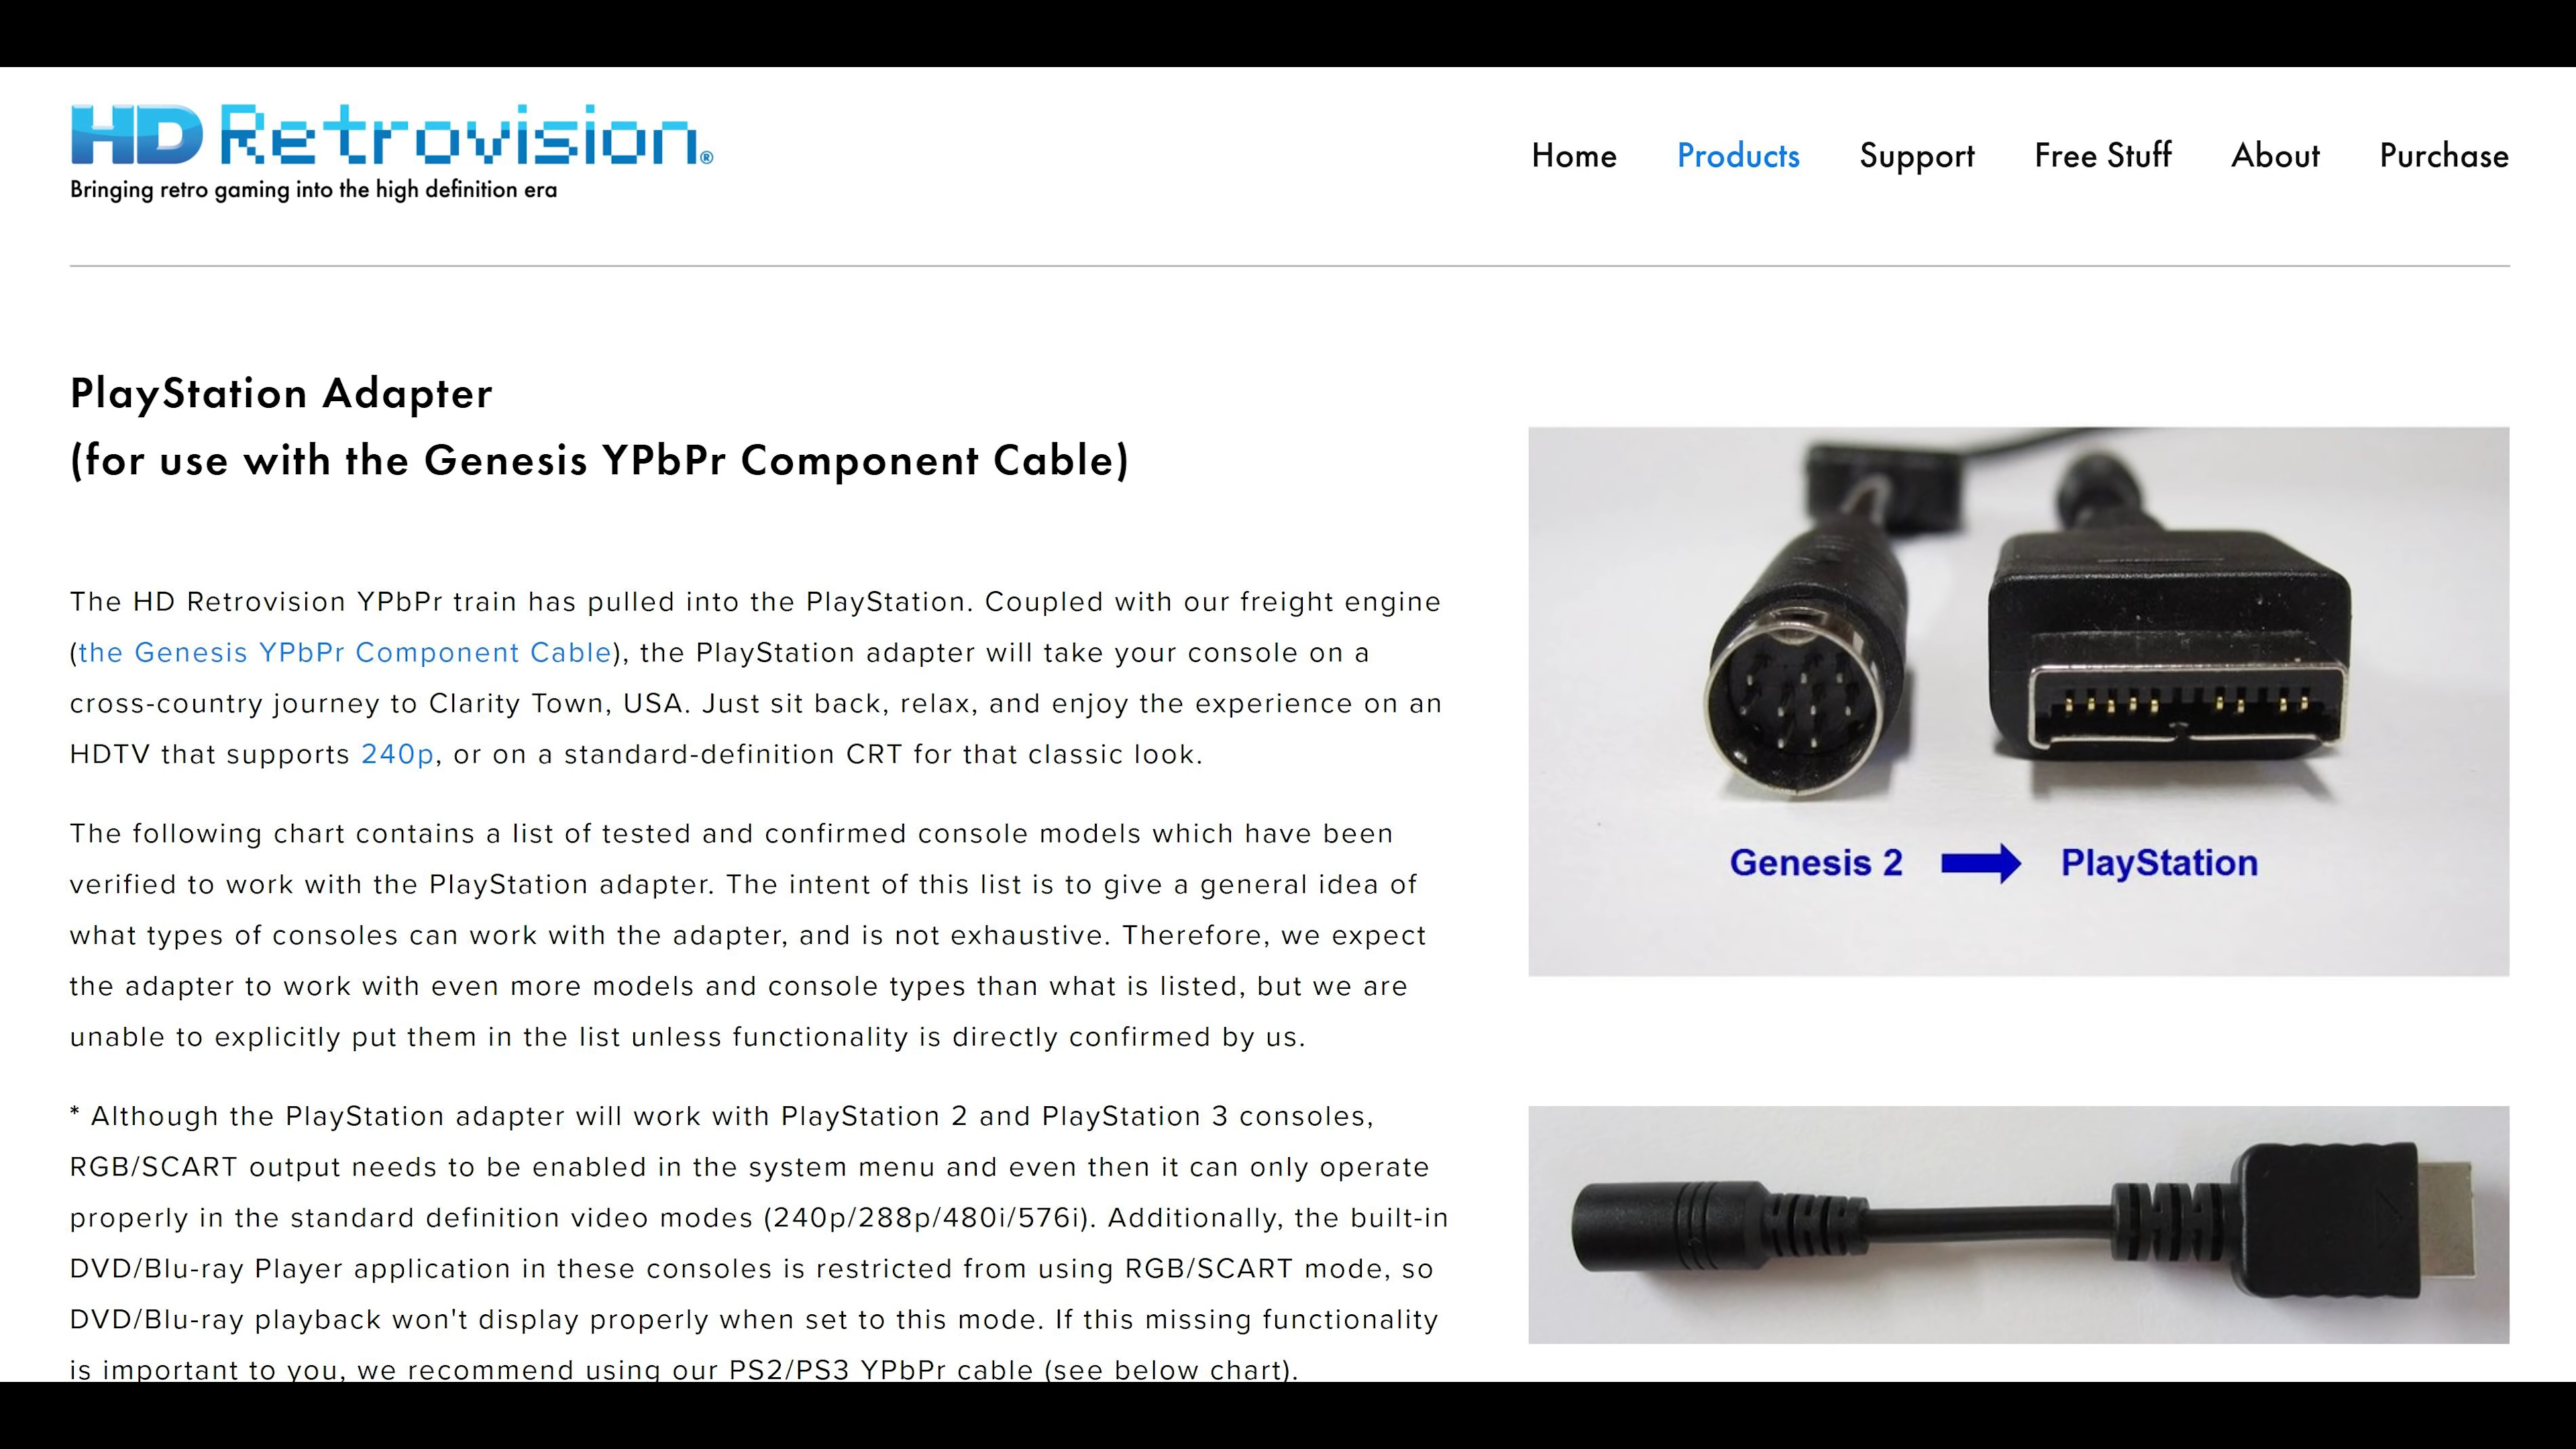 HD Retrovision®
Bringing retro gaming into the high definition era
Home Products Support Free Stuff About Purchase
PlayStation Adapter
(for use with the Genesis YPbPr Component Cable)
The HD Retrovision YPbPr train has pulled into the PlayStation. Coupled with our freight engine
(the Genesis YPbPr Component Cable), the PlayStation adapter will take your console on a
cross-country journey to Clarity Town, USA. Just sit back, relax, and enjoy the experience on an
HDTV that supports 240p, or on a standard-definition CRT for that classic look.
The following chart contains a list of tested and confirmed console models which have been
verified to work with the PlayStation adapter. The intent of this list is to give a general idea of
what types of consoles can work with the adapter, and is not exhaustive. Therefore, we expect
the adapter to work with even more models and console types than what is listed, but we are
unable to explicitly put them in the list unless functionality is directly confirmed by us.
* Although the PlayStation adapter will work with PlayStation 2 and PlayStation 3 consoles,
RGB/SCART output needs to be enabled in the system menu and even then it can only operate
properly in the standard definition video modes (240p/288p/480i/576i). Additionally, the built-in
DVD/Blu-ray Player application in these consoles is restricted from using RGB/SCART mode, so
DVD/Blu-ray playback won't display properly when set to this mode. If this missing functionality
is important to you, we recommend using our PS2/PS3 YPbPr cable (see below chart).
Genesis 2 PlayStation